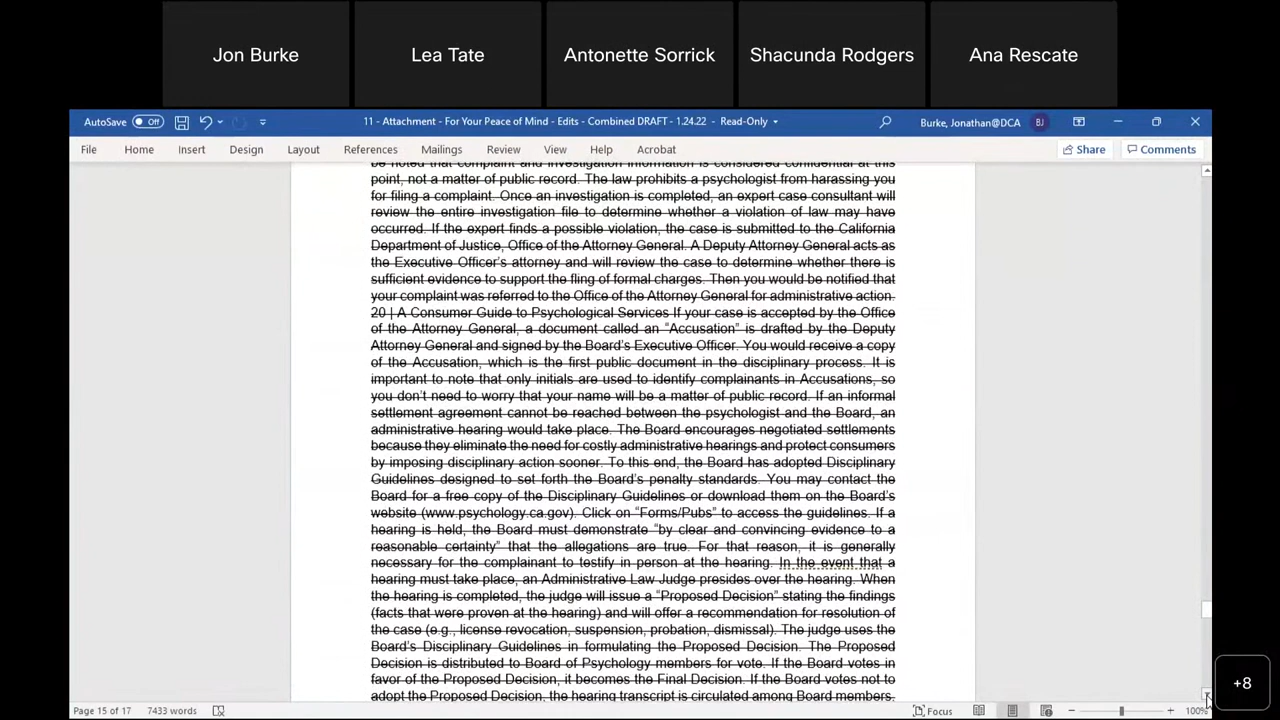 Jon Burke
Lea Tate
Antonette Sorrick
Shacunda Rodgers
Ana Rescate
AutoSave Off
11 - Attachment - For Your Peace of Mind - Edits - Combined DRAFT - 1.24.22 - Read-Only
Burke, Jonathan@DCA BJ
File Home Insert Design Layout References Mailings Review View Help Acrobat Share Comments
be noted that complaint and investigation information is considered confidential at this
point, not a matter of public record. The law prohibits a psychologist from harassing you
for filing a complaint. Once an investigation is completed, an expert case consultant will
review the entire investigation file to determine whether a violation of law may have
occurred. If the expert finds a possible violation, the case is submitted to the California
Department of Justice, Office of the Attorney General. A Deputy Attorney General acts as
the Executive Officer's attorney and will review the case to determine whether there is
sufficient evidence to support the fling of formal charges. Then you would be notified that
your complaint was referred to the Office of the Attorney General for administrative action.
20 | A Consumer Guide to Psychological Services If your case is accepted by the Office
of the Attorney General, a document called an “Accusation” is drafted by the Deputy
Attorney General and signed by the Board's Executive Officer. You would receive a copy
of the Accusation, which is the first public document in the disciplinary process. It is
important to note that only initials are used to identify complainants in Accusations, so
you don't need to worry that your name will be a matter of public record. If an informal
settlement agreement cannot be reached between the psychologist and the Board, an
administrative hearing would take place. The Board encourages negotiated settlements
because they eliminate the need for costly administrative hearings and protect consumers
by imposing disciplinary action sooner. To this end, the Board has adopted Disciplinary
Guidelines designed to set forth the Board's penalty standards. You may contact the
Board for a free copy of the Disciplinary Guidelines or download them on the Board's
website (www.psychology.ca.gov). Click on “Forms/Pubs” to access the guidelines. If a
hearing is held, the Board must demonstrate “by clear and convincing evidence to a
reasonable certainty” that the allegations are true. For that reason, it is generally
necessary for the complainant to testify in person at the hearing. In the event that a
hearing must take place, an Administrative Law Judge presides over the hearing. When
the hearing is completed, the judge will issue a “Proposed Decision” stating the findings
(facts that were proven at the hearing) and will offer a recommendation for resolution of
the case (e.g., license revocation, suspension, probation, dismissal). The judge uses the
Board's Disciplinary Guidelines in formulating the Proposed Decision. The Proposed
Decision is distributed to Board of Psychology members for vote. If the Board votes in
favor of the Proposed Decision, it becomes the Final Decision. If the Board votes not to
adopt the Proposed Decision, the hearing transcript is circulated among Board members.
+8
Page 15 of 17 7433 words Focus 100%